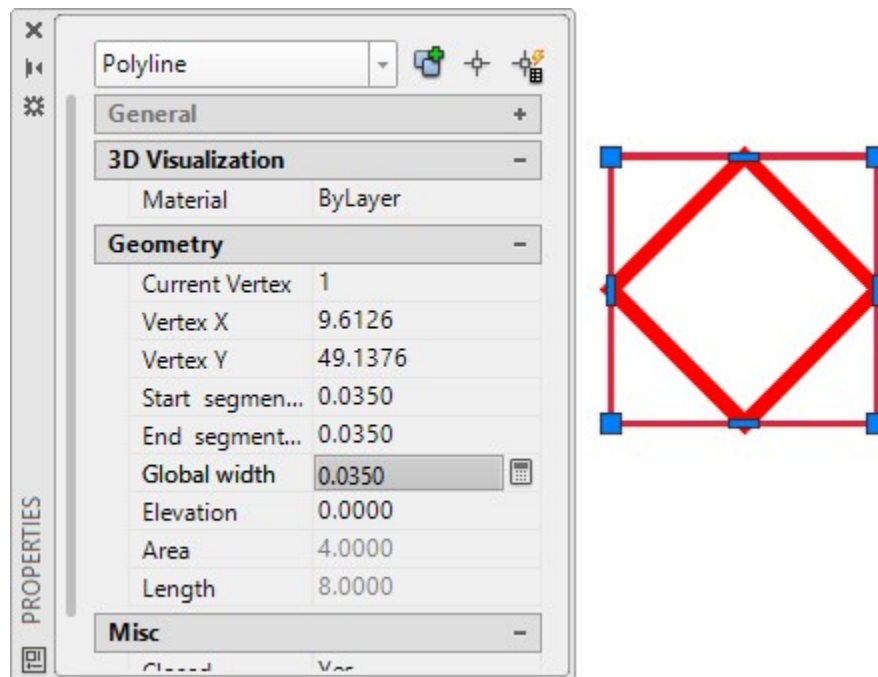 Polyline
General
3D Visualization
Material ByLayer
Geometry
Current Vertex 1
Vertex X 9.6126
Vertex Y 49.1376
Start segmen... 0.0350
End segment... 0.0350
Global width 0.0350
Elevation 0.0000
Area 4.0000
Length 8.0000
Misc
Closed Yes
PROPERTIES